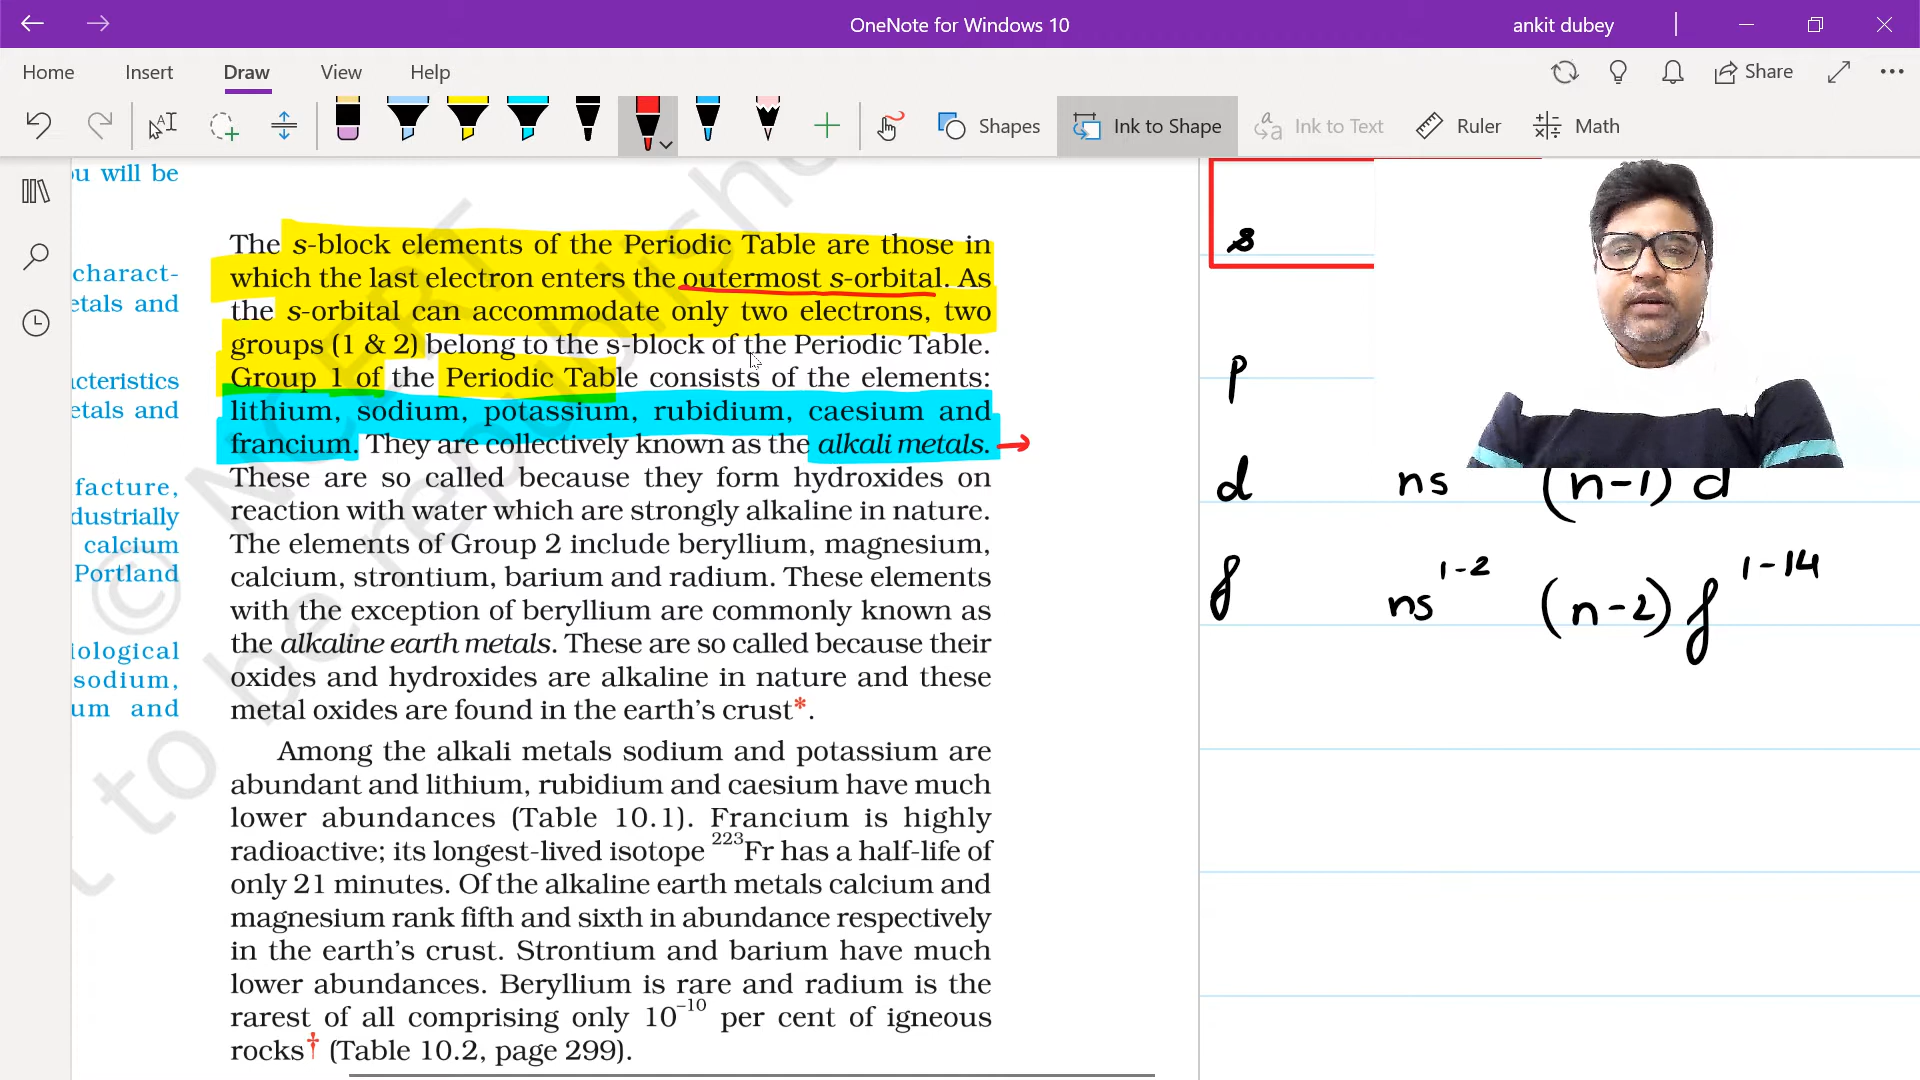 OneNote for Windows 10
ankit dubey
Home Insert Draw View Help
Share
Shapes
Ink to Shape
Ink to Text
Ruler
Math
ou will be
charact-
etals and
acteristics
etals and
facture,
dustrially
calcium
Portland
iological
sodium,
um and
The s-block elements of the Periodic Table are those in
which the last electron enters the outermost s-orbital. As
the s-orbital can accommodate only two electrons, two
groups (1 & 2) belong to the s-block of the Periodic Table.
Group 1 of the Periodic Table consists of the elements:
lithium, sodium, potassium, rubidium, caesium and
francium. They are collectively known as the alkali metals.
These are so called because they form hydroxides on
reaction with water which are strongly alkaline in nature.
The elements of Group 2 include beryllium, magnesium,
calcium, strontium, barium and radium. These elements
with the exception of beryllium are commonly known as
the alkaline earth metals. These are so called because their
oxides and hydroxides are alkaline in nature and these
metal oxides are found in the earth's crust*.
Among the alkali metals sodium and potassium are
abundant and lithium, rubidium and caesium have much
lower abundances (Table 10.1). Francium is highly
radioactive; its longest-lived isotope ²²³Fr has a half-life of
only 21 minutes. Of the alkaline earth metals calcium and
magnesium rank fifth and sixth in abundance respectively
in the earth's crust. Strontium and barium have much
lower abundances. Beryllium is rare and radium is the
rarest of all comprising only 10⁻¹⁰ per cent of igneous
rocks† (Table 10.2, page 299).
© NCERT
to be republish
s
p
d ns (n-1) d
f ns¹⁻² (n-2) f¹⁻¹⁴